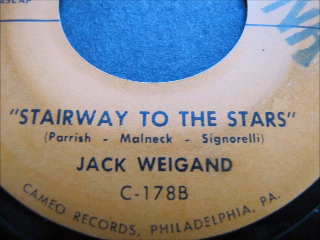 "STAIRWAY TO THE STARS"
(Parrish - Malneck - Signorelli)
JACK WEIGAND
C-178B
CAMEO RECORDS, PHILADELPHIA, PA.